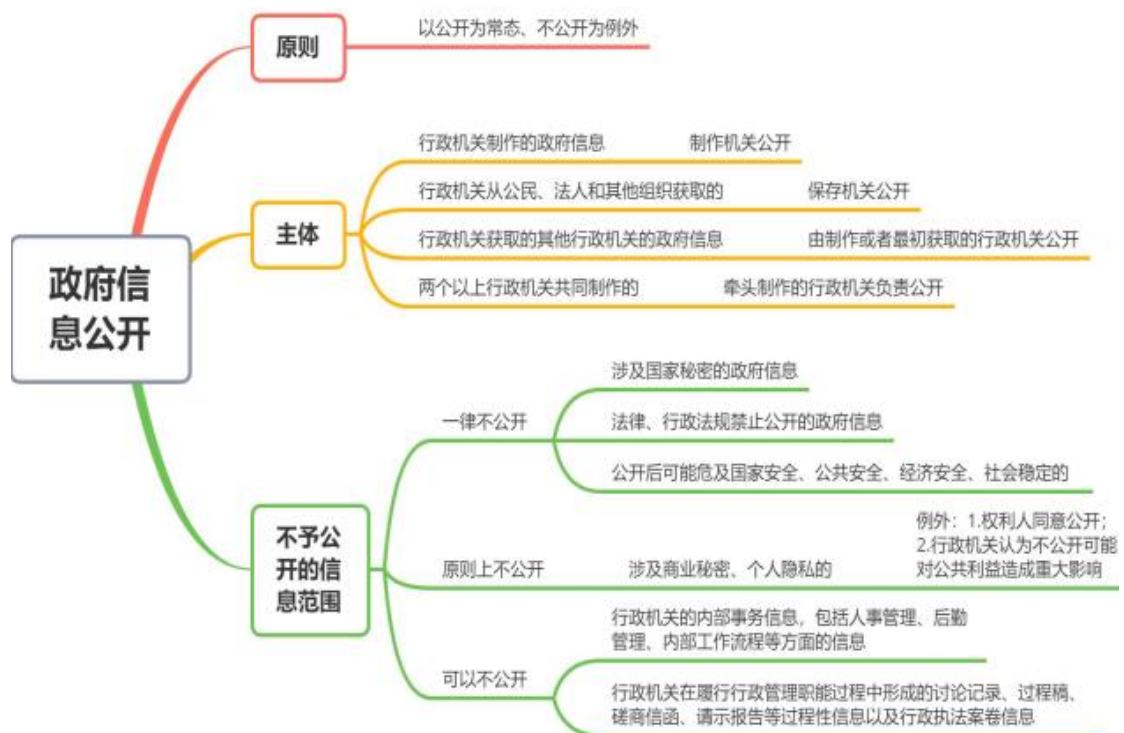 原则
以公开为常态、不公开为例外
行政机关制作的政府信息 制作机关公开
行政机关从公民、法人和其他组织获取的 保存机关公开
主体
行政机关获取的其他行政机关的政府信息 由制作或者最初获取的行政机关公开
两个以上行政机关共同制作的 牵头制作的行政机关负责公开
政府信
息公开
涉及国家秘密的政府信息
一律不公开
法律、行政法规禁止公开的政府信息
公开后可能危及国家安全、公共安全、经济安全、社会稳定的
不予公
开的信
息范围
原则上不公开
涉及商业秘密、个人隐私的
例外：1.权利人同意公开；
2.行政机关认为不公开可能
对公共利益造成重大影响
可以不公开
行政机关的内部事务信息，包括人事管理、后勤
管理、内部工作流程等方面的信息
行政机关在履行行政管理职能过程中形成的讨论记录、过程稿、
磋商信函、请示报告等过程性信息以及行政执法案卷信息